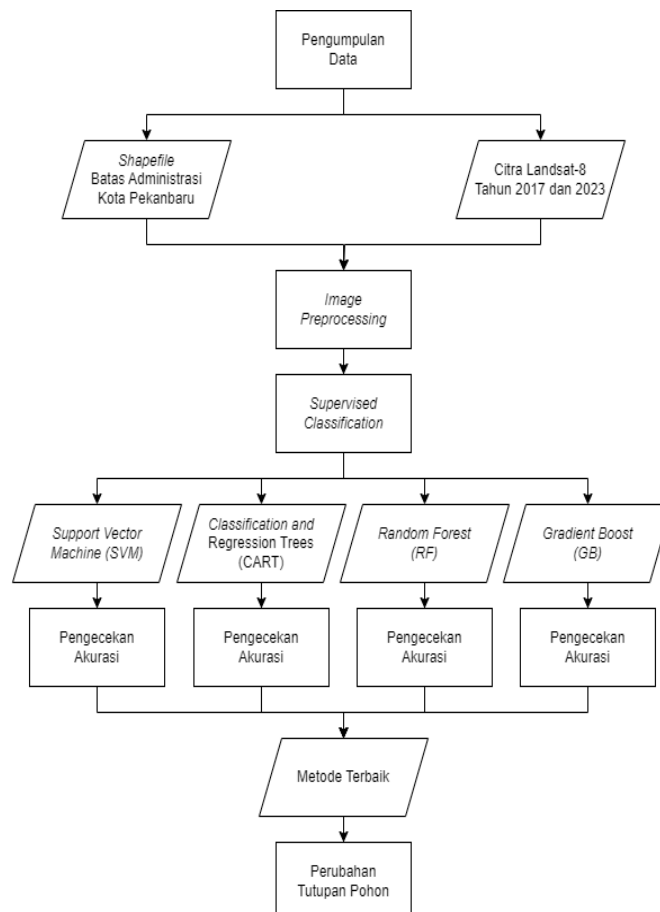 Pengumpulan
Data
Shapefile
Batas Administrasi
Kota Pekanbaru
Citra Landsat-8
Tahun 2017 dan 2023
Image
Preprocessing
Supervised
Classification
Support Vector
Machine (SVM)
Classification and
Regression Trees
(CART)
Random Forest
(RF)
Gradient Boost
(GB)
Pengecekan
Akurasi
Pengecekan
Akurasi
Pengecekan
Akurasi
Pengecekan
Akurasi
Metode Terbaik
Perubahan
Tutupan Pohon